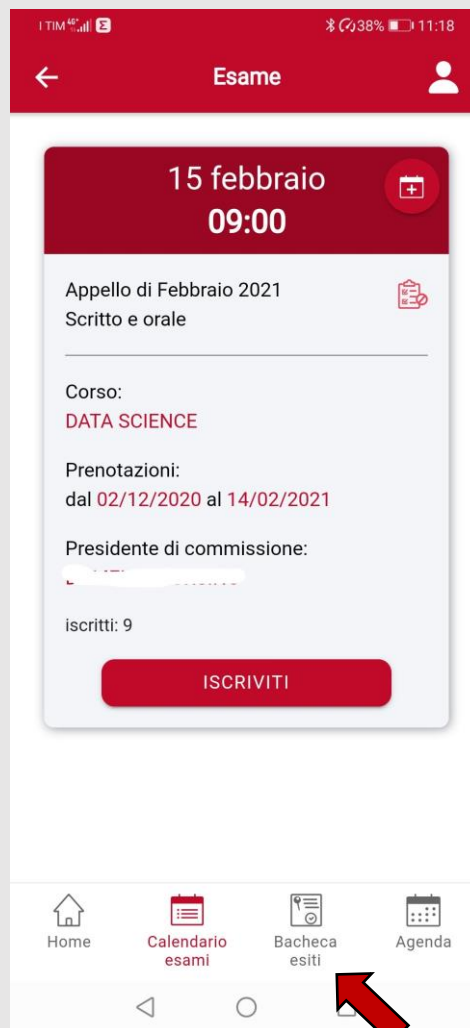 I TIM 38% 11:18
Esame
15 febbraio
09:00
Appello di Febbraio 2021
Scritto e orale
Corso:
DATA SCIENCE
Prenotazioni:
dal 02/12/2020 al 14/02/2021
Presidente di commissione:
iscritti: 9
ISCRIVITI
Home
Calendario
esami
Bacheca
esiti
Agenda